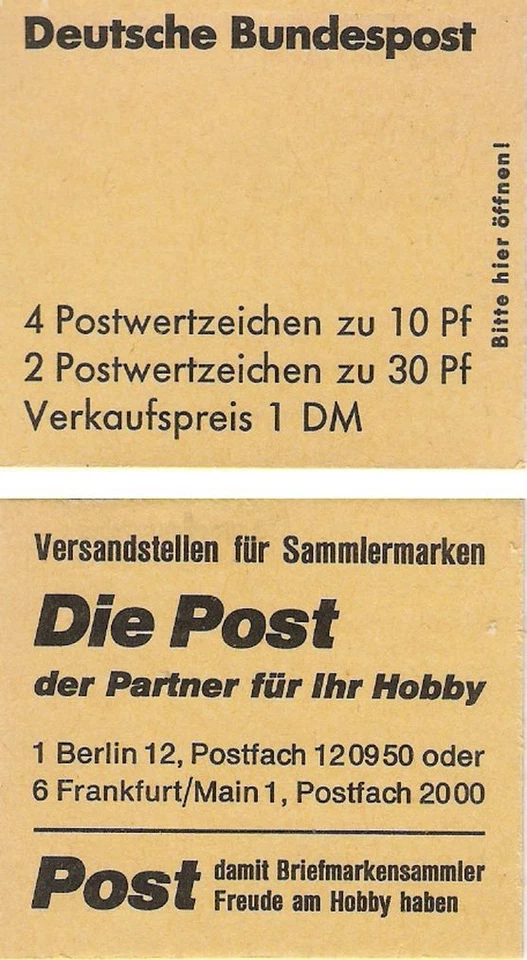 Deutsche Bundespost
Bitte hier öffnen!
4 Postwertzeichen zu 10 Pf
2 Postwertzeichen zu 30 Pf
Verkaufspreis 1 DM
Versandstellen für Sammlermarken
Die Post
der Partner für Ihr Hobby
1 Berlin 12, Postfach 120950 oder
6 Frankfurt/Main 1, Postfach 2000
Post damit Briefmarkensammler
Freude am Hobby haben